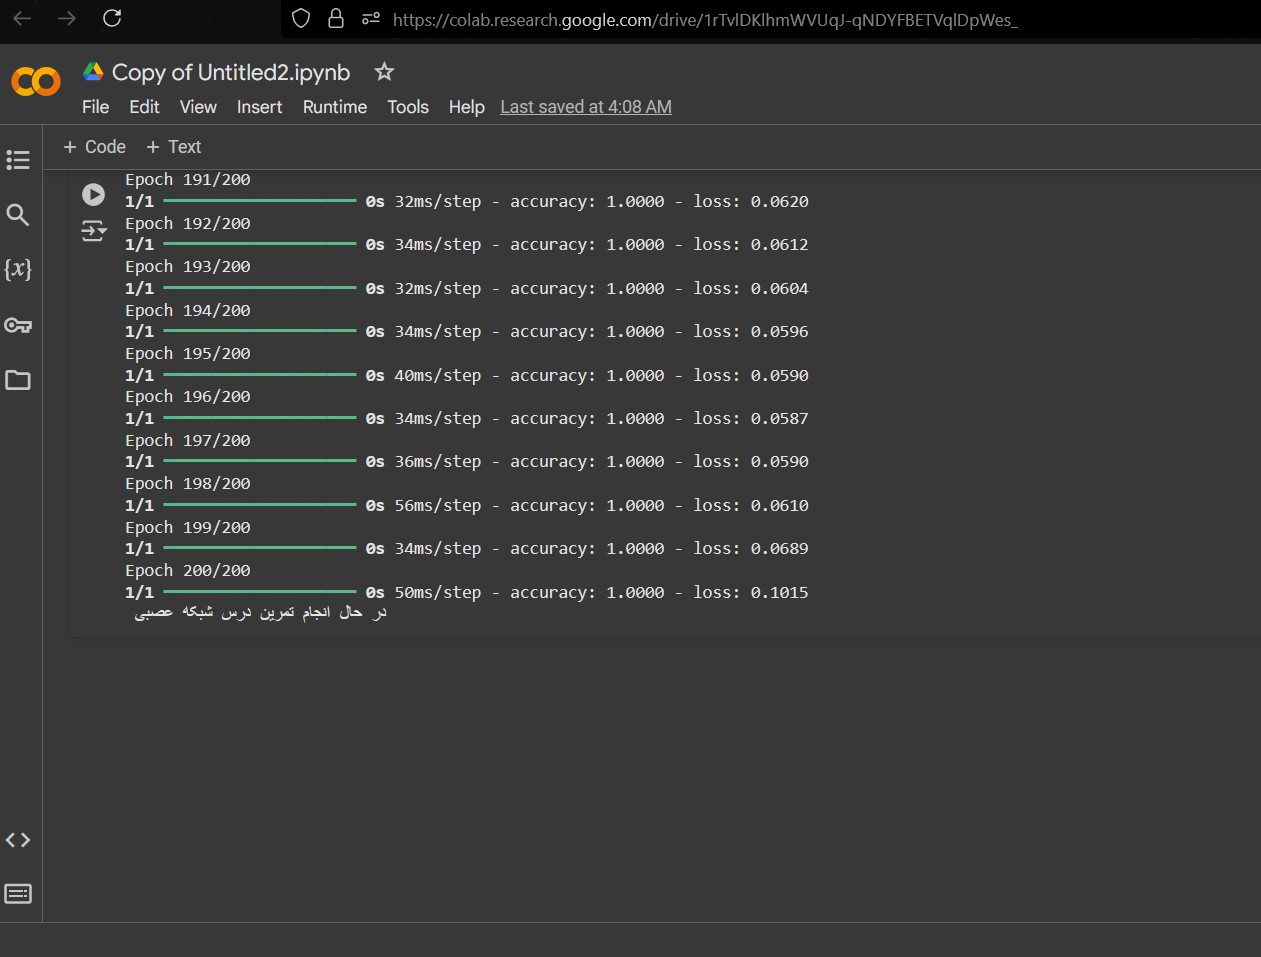 https://colab.research.google.com/drive/1rTvlDKlhmWVUqJ-qNDYFBETVqlDpWes_
Copy of Untitled2.ipynb
File Edit View Insert Runtime Tools Help Last saved at 4:08 AM
+ Code + Text
Epoch 191/200
1/1 0s 32ms/step - accuracy: 1.0000 - loss: 0.0620
Epoch 192/200
1/1 0s 34ms/step - accuracy: 1.0000 - loss: 0.0612
Epoch 193/200
1/1 0s 32ms/step - accuracy: 1.0000 - loss: 0.0604
Epoch 194/200
1/1 0s 34ms/step - accuracy: 1.0000 - loss: 0.0596
Epoch 195/200
1/1 0s 40ms/step - accuracy: 1.0000 - loss: 0.0590
Epoch 196/200
1/1 0s 34ms/step - accuracy: 1.0000 - loss: 0.0587
Epoch 197/200
1/1 0s 36ms/step - accuracy: 1.0000 - loss: 0.0590
Epoch 198/200
1/1 0s 56ms/step - accuracy: 1.0000 - loss: 0.0610
Epoch 199/200
1/1 0s 34ms/step - accuracy: 1.0000 - loss: 0.0689
Epoch 200/200
1/1 0s 50ms/step - accuracy: 1.0000 - loss: 0.1015
در حال انجام تمرین درس شبکه عصبی
{x}